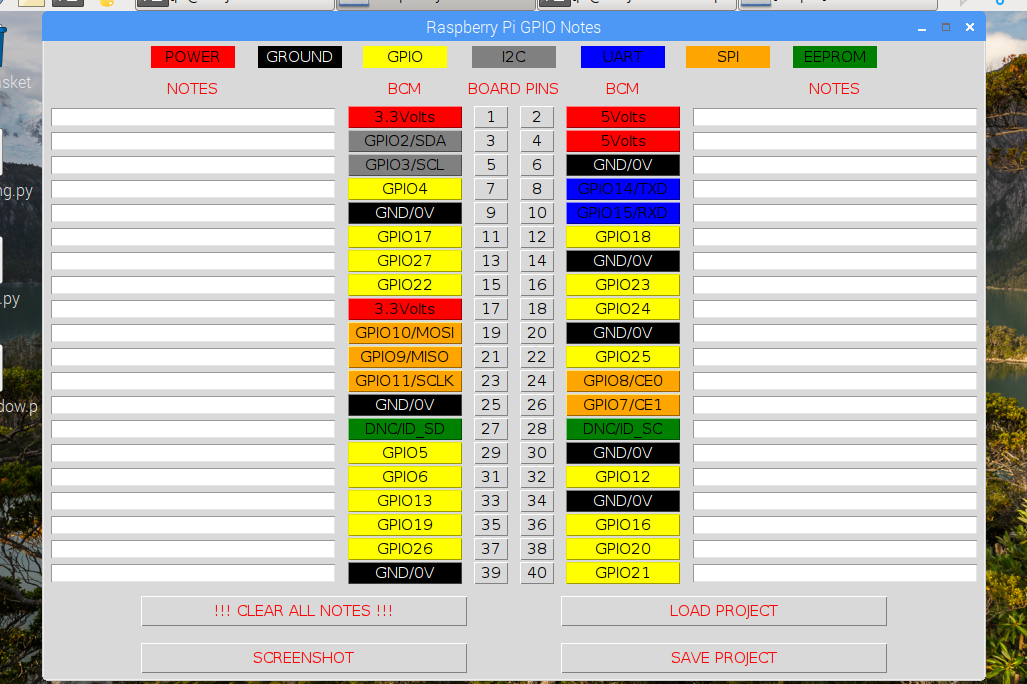 Raspberry Pi GPIO Notes
POWER GROUND GPIO I2C UART SPI EEPROM
NOTES BCM BOARD PINS BCM NOTES
3.3Volts 1 2 5Volts
GPIO2/SDA 3 4 5Volts
GPIO3/SCL 5 6 GND/0V
GPIO4 7 8 GPIO14/TXD
GND/0V 9 10 GPIO15/RXD
GPIO17 11 12 GPIO18
GPIO27 13 14 GND/0V
GPIO22 15 16 GPIO23
3.3Volts 17 18 GPIO24
GPIO10/MOSI 19 20 GND/0V
GPIO9/MISO 21 22 GPIO25
GPIO11/SCLK 23 24 GPIO8/CE0
GND/0V 25 26 GPIO7/CE1
DNC/ID_SD 27 28 DNC/ID_SC
GPIO5 29 30 GND/0V
GPIO6 31 32 GPIO12
GPIO13 33 34 GND/0V
GPIO19 35 36 GPIO16
GPIO26 37 38 GPIO20
GND/0V 39 40 GPIO21
!!! CLEAR ALL NOTES !!! LOAD PROJECT
SCREENSHOT SAVE PROJECT
sket
ng.py
.py
dow.p